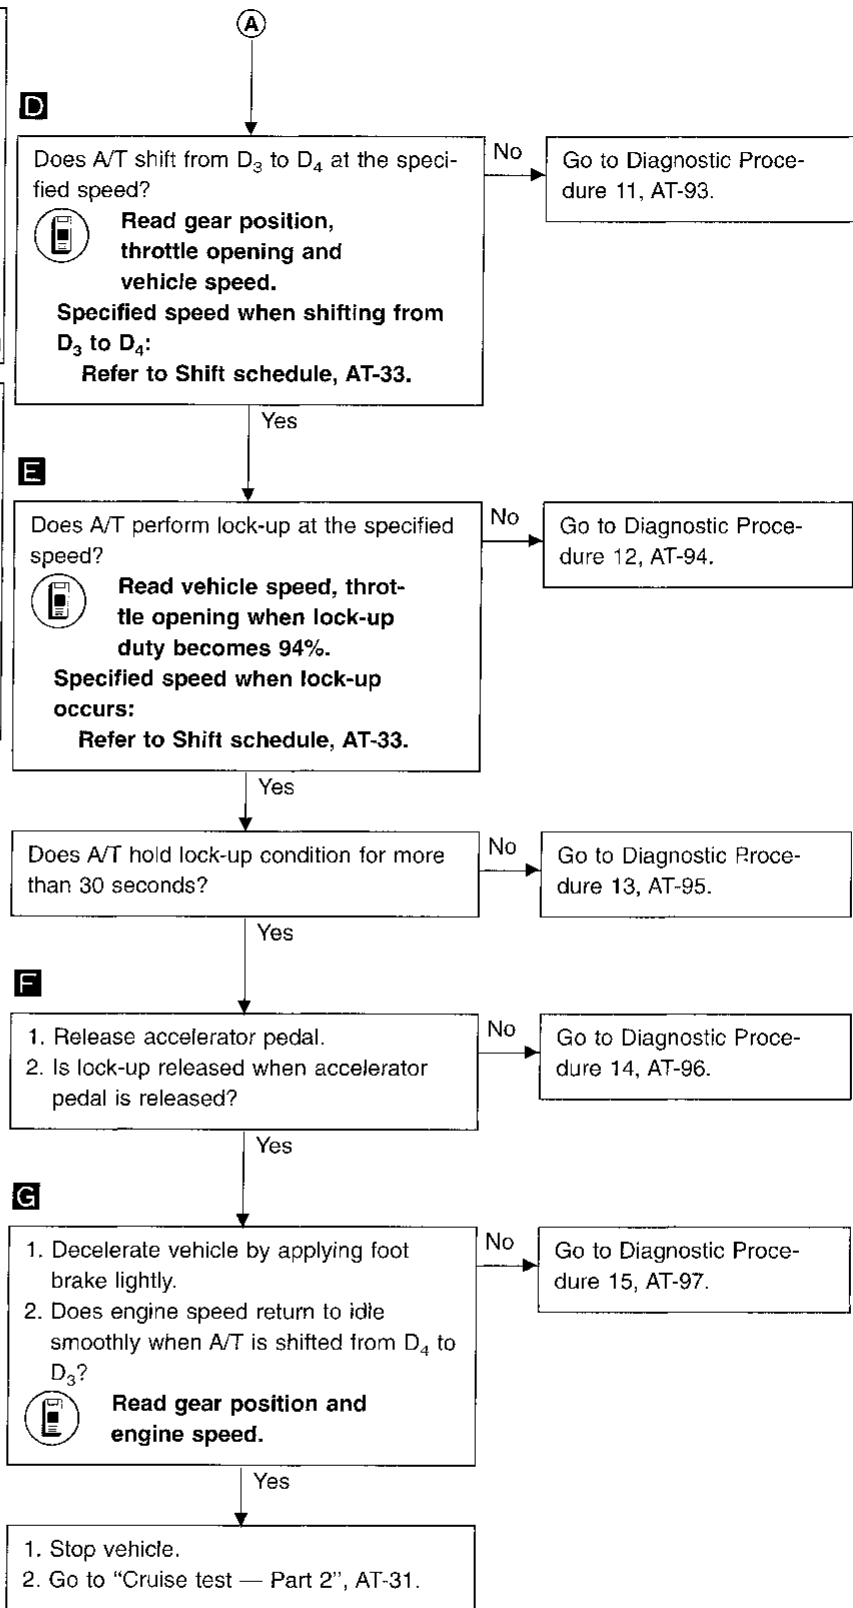 A
D
Does A/T shift from D3 to D4 at the speci-
fied speed?
Read gear position,
throttle opening and
vehicle speed.
Specified speed when shifting from
D3 to D4:
Refer to Shift schedule, AT-33.
No
Go to Diagnostic Proce-
dure 11, AT-93.
Yes
E
Does A/T perform lock-up at the specified
speed?
Read vehicle speed, throt-
tle opening when lock-up
duty becomes 94%.
Specified speed when lock-up
occurs:
Refer to Shift schedule, AT-33.
No
Go to Diagnostic Proce-
dure 12, AT-94.
Yes
Does A/T hold lock-up condition for more
than 30 seconds?
No
Go to Diagnostic Proce-
dure 13, AT-95.
Yes
F
1. Release accelerator pedal.
2. Is lock-up released when accelerator
pedal is released?
No
Go to Diagnostic Proce-
dure 14, AT-96.
Yes
G
1. Decelerate vehicle by applying foot
brake lightly.
2. Does engine speed return to idle
smoothly when A/T is shifted from D4 to
D3?
Read gear position and
engine speed.
No
Go to Diagnostic Proce-
dure 15, AT-97.
Yes
1. Stop vehicle.
2. Go to “Cruise test — Part 2”, AT-31.